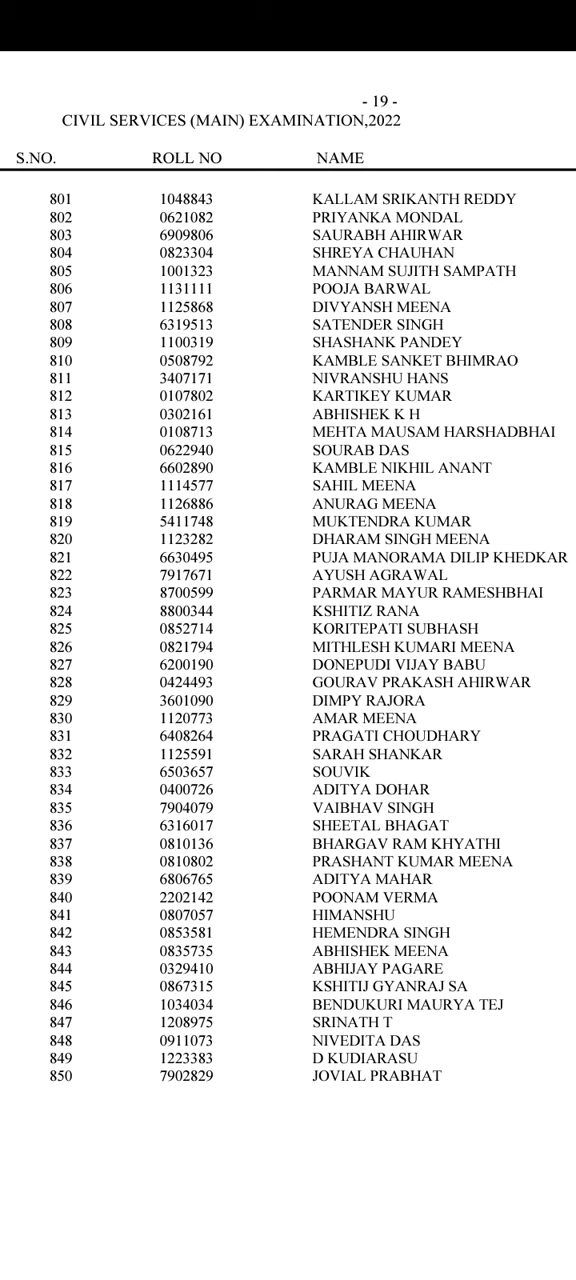 - 19 -
CIVIL SERVICES (MAIN) EXAMINATION,2022
S.NO. ROLL NO NAME
801 1048843 KALLAM SRIKANTH REDDY
802 0621082 PRIYANKA MONDAL
803 6909806 SAURABH AHIRWAR
804 0823304 SHREYA CHAUHAN
805 1001323 MANNAM SUJITH SAMPATH
806 1131111 POOJA BARWAL
807 1125868 DIVYANSH MEENA
808 6319513 SATENDER SINGH
809 1100319 SHASHANK PANDEY
810 0508792 KAMBLE SANKET BHIMRAO
811 3407171 NIVRANSHU HANS
812 0107802 KARTIKEY KUMAR
813 0302161 ABHISHEK K H
814 0108713 MEHTA MAUSAM HARSHADBHAI
815 0622940 SOURAB DAS
816 6602890 KAMBLE NIKHIL ANANT
817 1114577 SAHIL MEENA
818 1126886 ANURAG MEENA
819 5411748 MUKTENDRA KUMAR
820 1123282 DHARAM SINGH MEENA
821 6630495 PUJA MANORAMA DILIP KHEDKAR
822 7917671 AYUSH AGRAWAL
823 8700599 PARMAR MAYUR RAMESHBHAI
824 8800344 KSHITIZ RANA
825 0852714 KORITEPATI SUBHASH
826 0821794 MITHLESH KUMARI MEENA
827 6200190 DONEPUDI VIJAY BABU
828 0424493 GOURAV PRAKASH AHIRWAR
829 3601090 DIMPY RAJORA
830 1120773 AMAR MEENA
831 6408264 PRAGATI CHOUDHARY
832 1125591 SARAH SHANKAR
833 6503657 SOUVIK
834 0400726 ADITYA DOHAR
835 7904079 VAIBHAV SINGH
836 6316017 SHEETAL BHAGAT
837 0810136 BHARGAV RAM KHYATHI
838 0810802 PRASHANT KUMAR MEENA
839 6806765 ADITYA MAHAR
840 2202142 POONAM VERMA
841 0807057 HIMANSHU
842 0853581 HEMENDRA SINGH
843 0835735 ABHISHEK MEENA
844 0329410 ABHIJAY PAGARE
845 0867315 KSHITIJ GYANRAJ SA
846 1034034 BENDUKURI MAURYA TEJ
847 1208975 SRINATH T
848 0911073 NIVEDITA DAS
849 1223383 D KUDIARASU
850 7902829 JOVIAL PRABHAT